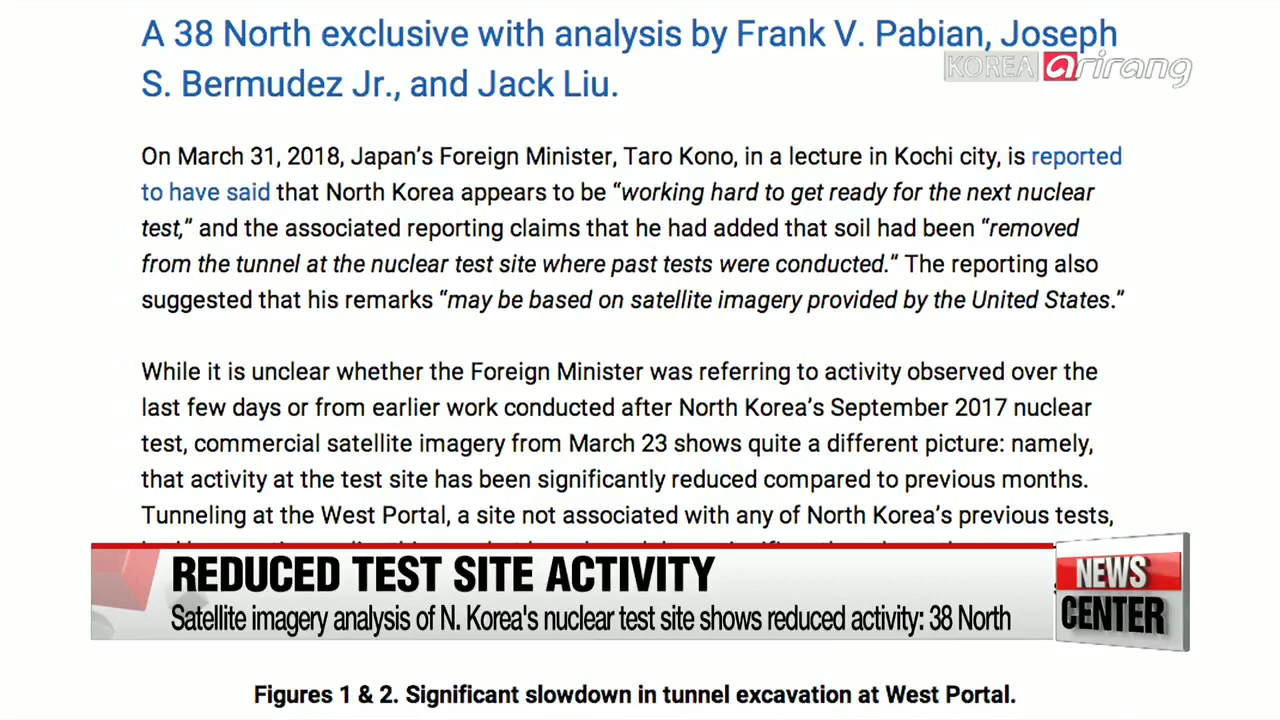 A 38 North exclusive with analysis by Frank V. Pabian, Joseph
S. Bermudez Jr., and Jack Liu.
KOREA arirang
On March 31, 2018, Japan’s Foreign Minister, Taro Kono, in a lecture in Kochi city, is reported
to have said that North Korea appears to be “working hard to get ready for the next nuclear
test,” and the associated reporting claims that he had added that soil had been “removed
from the tunnel at the nuclear test site where past tests were conducted.” The reporting also
suggested that his remarks “may be based on satellite imagery provided by the United States.”
While it is unclear whether the Foreign Minister was referring to activity observed over the
last few days or from earlier work conducted after North Korea’s September 2017 nuclear
test, commercial satellite imagery from March 23 shows quite a different picture: namely,
that activity at the test site has been significantly reduced compared to previous months.
Tunneling at the West Portal, a site not associated with any of North Korea’s previous tests,
REDUCED TEST SITE ACTIVITY
Satellite imagery analysis of N. Korea's nuclear test site shows reduced activity: 38 North
NEWS
CENTER
Figures 1 & 2. Significant slowdown in tunnel excavation at West Portal.